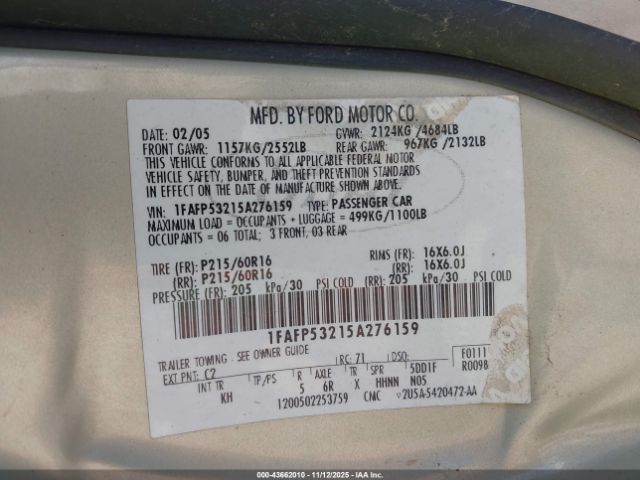 MFD. BY FORD MOTOR CO.
DATE: 02/05 GVWR: 2124KG /4684LB
FRONT GAWR: 1157KG/2552LB REAR GAWR: 967KG /2132LB
THIS VEHICLE CONFORMS TO ALL APPLICABLE FEDERAL MOTOR
VEHICLE SAFETY, BUMPER, AND THEFT PREVENTION STANDARDS
IN EFFECT ON THE DATE OF MANUFACTURE SHOWN ABOVE.
VIN: 1FAFP53215A276159 TYPE: PASSENGER CAR
MAXIMUM LOAD = OCCUPANTS + LUGGAGE = 499KG/1100LB
OCCUPANTS = 06 TOTAL; 3 FRONT, 03 REAR
TIRE (FR): P215/60R16 RIMS (FR): 16X6.0J
(RR): P215/60R16 (RR): 16X6.0J
PRESSURE (FR): 205 kPa/30 PSI COLD (RR): 205 kPa/30 PSI COLD
1FAFP53215A276159
TRAILER TOWING - SEE OWNER GUIDE
EXT PNT: C2 RC: 71 DSO: F0111
R0098
INT TR TP/PS R AXLE TR SPR 5DD1F
KH 5 6R X HHNN N05
1200502253759 CMC V2U5A-5420472-AA
000-43662010 - 11/12/2025 - IAAI.com